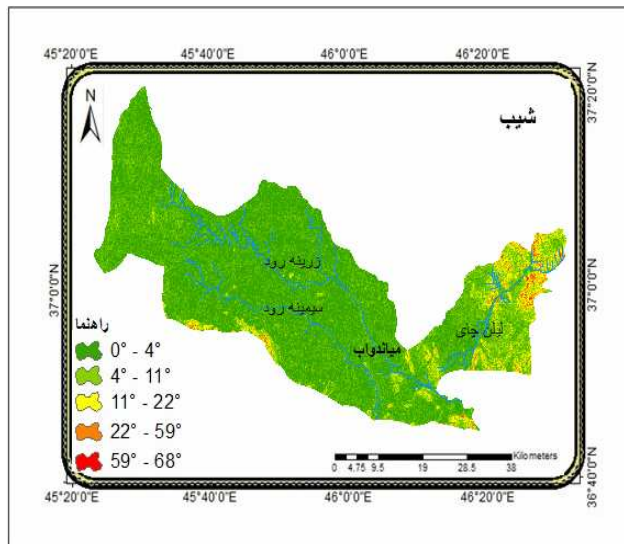 45°20'0"E 45°40'0"E 46°0'0"E 46°20'0"E
37°20'0"N
N
شیب
زرینه رود
37°0'0"N
37°0'0"N
سیمینه رود
راهنما
لیلان چای
میاندواب
0° - 4°
4° - 11°
11° - 22°
22° - 59°
59° - 68°
Kilometers
0 4.75 9.5 19 28.5 38
36°40'0"N
45°20'0"E 45°40'0"E 46°0'0"E 46°20'0"E